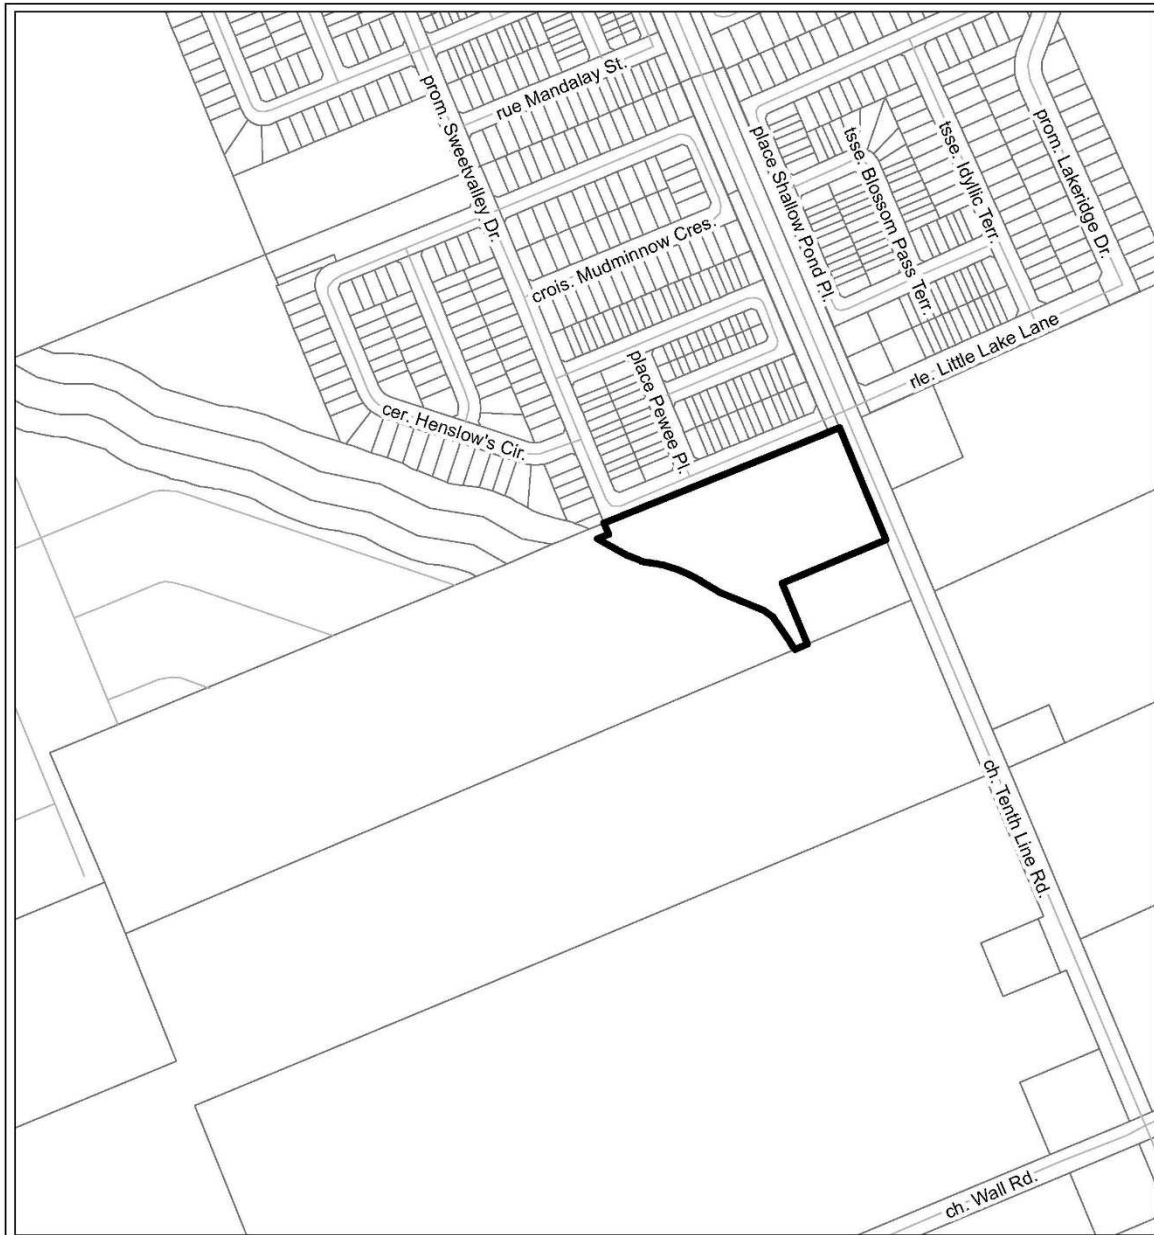 rue Mandalay St.
prom. Sweetvalley Dr.
place Shallow Pond Pl.
tsse. Blossom Pass Terr.
tsse. Idyllic Terr.
prom. Lakeridge Dr.
crois. Mudminnow Cres.
rle. Little Lake Lane
place Pewee Pl.
cer. Henslow's Cir.
ch. Tenth Line Rd.
ch. Wall Rd.